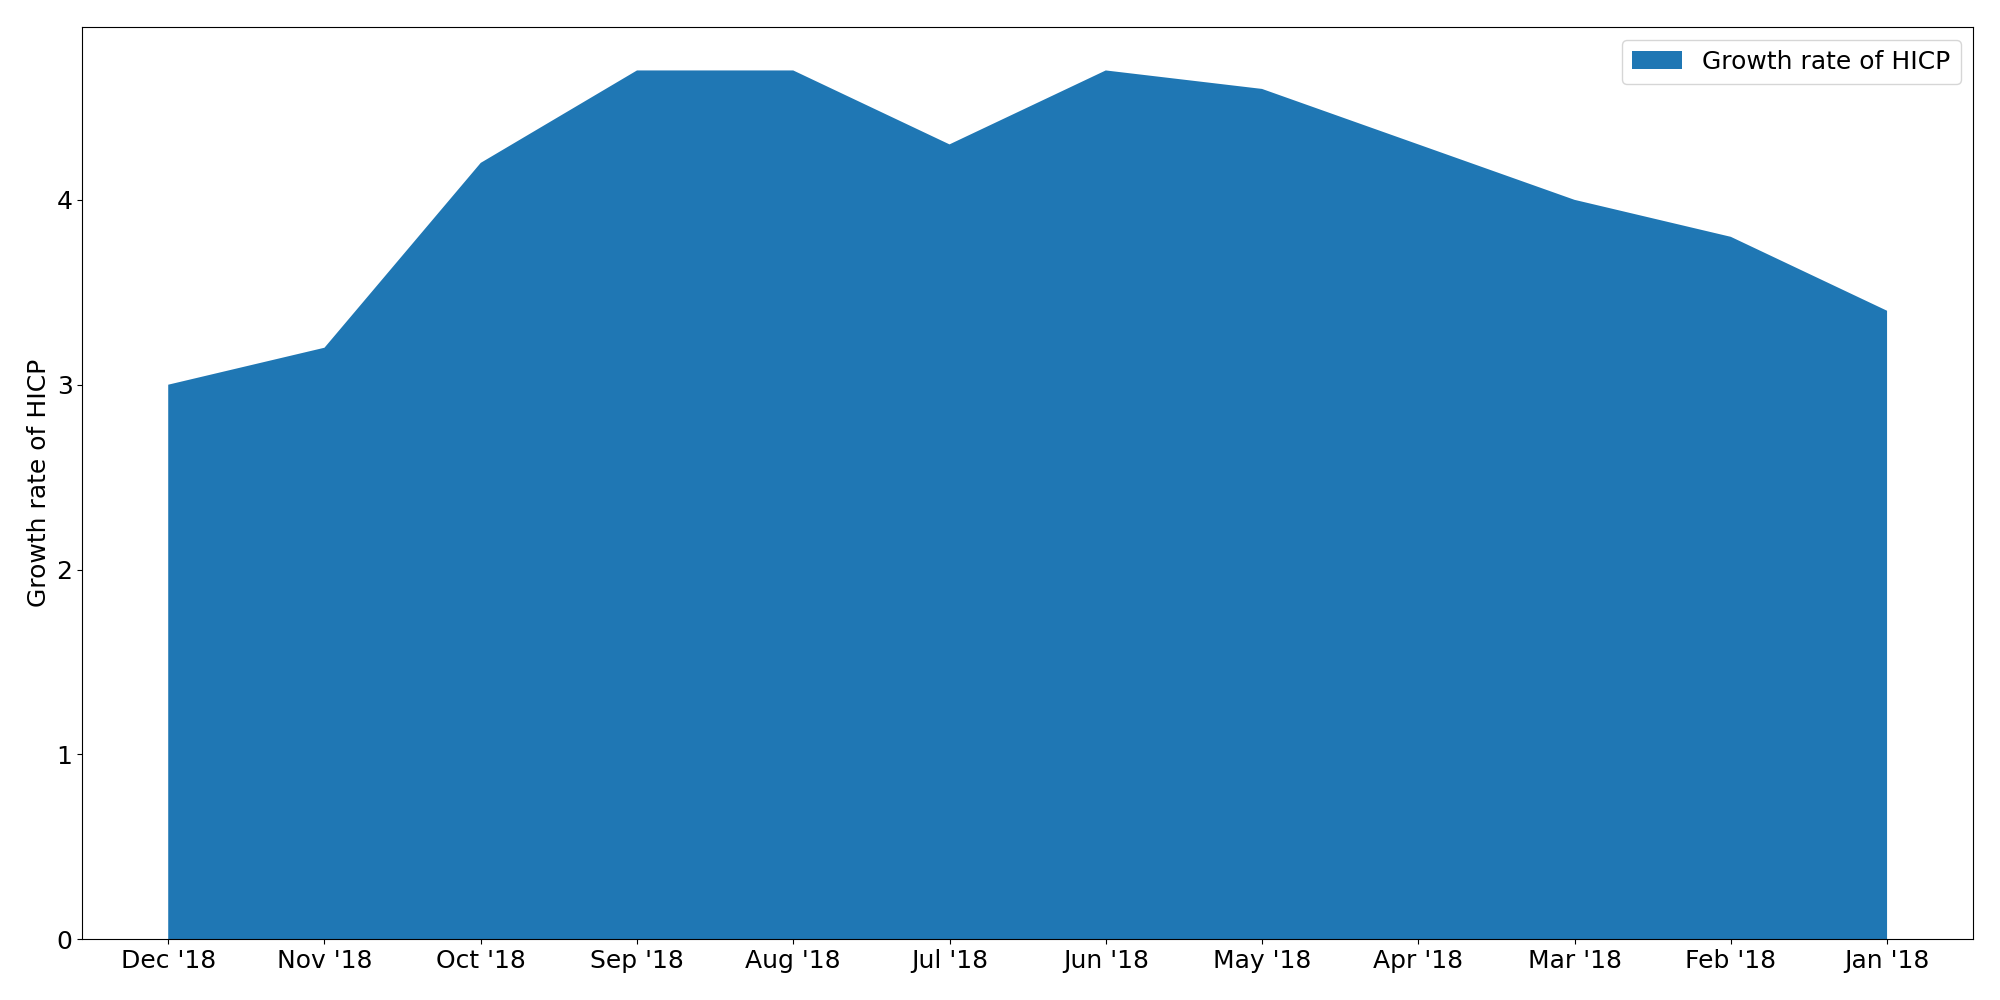 Growth rate of HICP
Growth rate of HICP
4
3
2
1
0
Dec '18 Nov '18 Oct '18 Sep '18 Aug '18 Jul '18 Jun '18 May '18 Apr '18 Mar '18 Feb '18 Jan '18